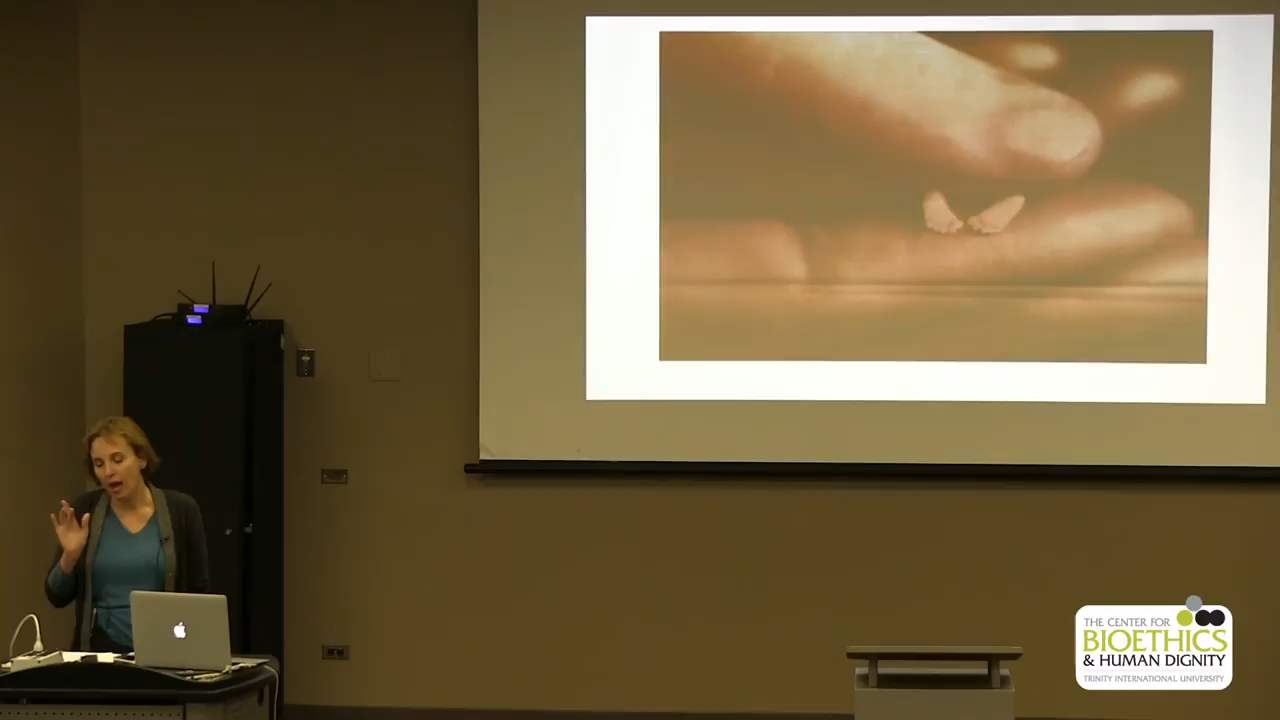 THE CENTER FOR
BIOETHICS
& HUMAN DIGNITY
TRINITY INTERNATIONAL UNIVERSITY